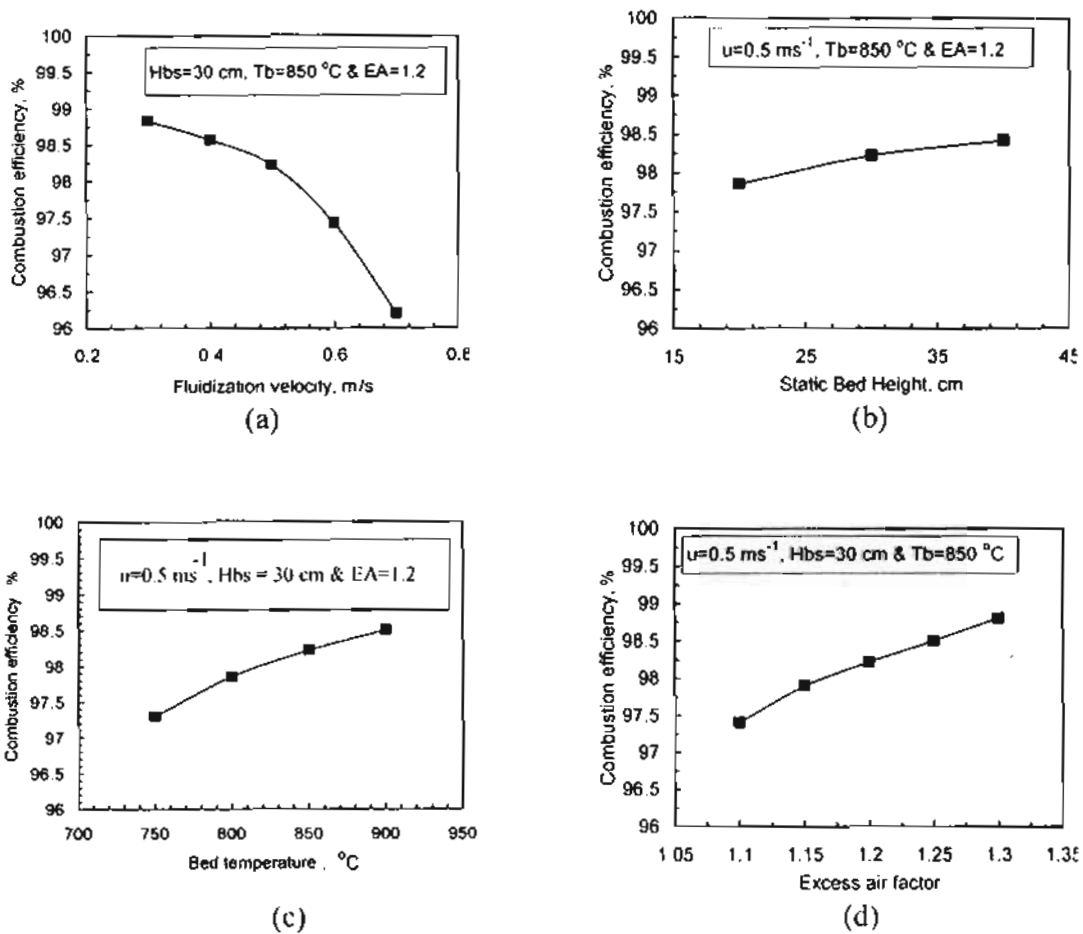 100
99.5
99
98.5
98
97.5
97
96.5
96
Combustion efficiency, %
Hbs=30 cm, Tb=850 °C & EA=1.2
0.2 0.4 0.6 0.8
Fluidization velocity, m/s
(a)
100
99.5
99
98.5
98
97.5
97
96.5
96
Combustion efficiency, %
u=0.5 ms-1, Tb=850 °C & EA=1.2
15 25 35 45
Static Bed Height, cm
(b)
100
99.5
99
98.5
98
97.5
97
96.5
96
Combustion efficiency %
u=0.5 ms-1, Hbs = 30 cm & EA=1.2
700 750 800 850 900 950
Bed temperature , °C
(c)
100
99.5
99
98.5
98
97.5
97
96.5
96
Combustion efficiency, %
u=0.5 ms-1, Hbs=30 cm & Tb=850 °C
1.05 1.1 1.15 1.2 1.25 1.3 1.35
Excess air factor
(d)